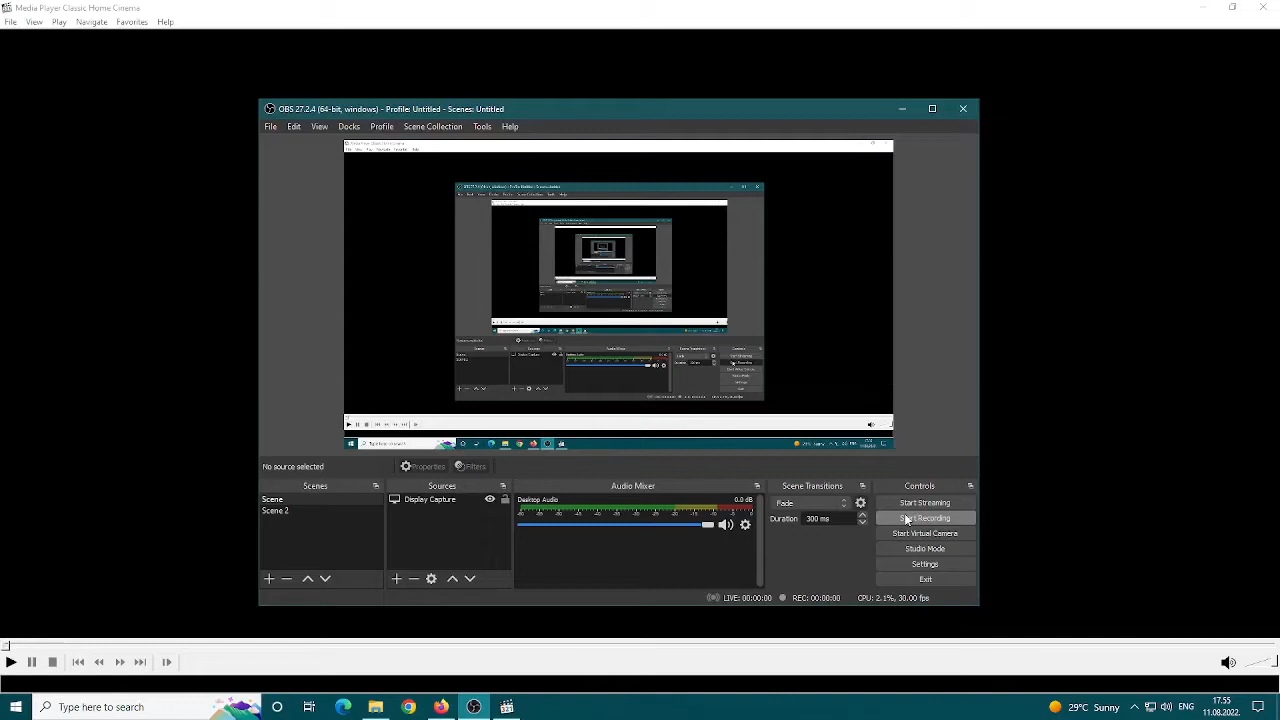 Media Player Classic Home Cinema
File View Play Navigate Favorites Help
OBS 27.2.4 (64-bit, windows) - Profile: Untitled - Scenes: Untitled
File Edit View Docks Profile Scene Collection Tools Help
No source selected
Properties Filters
Scenes Sources Audio Mixer Scene Transitions Controls
Scene Display Capture Desktop Audio 0.0 dB Fade Start Streaming
Scene 2 Duration 300 ms Start Recording
Start Virtual Camera
Studio Mode
Settings
Exit
LIVE: 00:00:00 REC: 00:00:00 CPU: 2.1%, 30.00 fps
Type here to search 29°C Sunny ENG 17.55
11.08.2022.